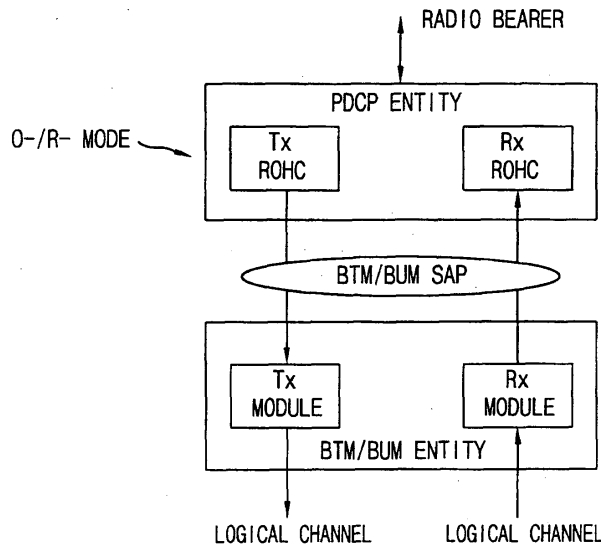 RADIO BEARER
PDCP ENTITY
O-/R- MODE
Tx
ROHC
Rx
ROHC
BTM/BUM SAP
Tx
MODULE
Rx
MODULE
BTM/BUM ENTITY
LOGICAL CHANNEL
LOGICAL CHANNEL